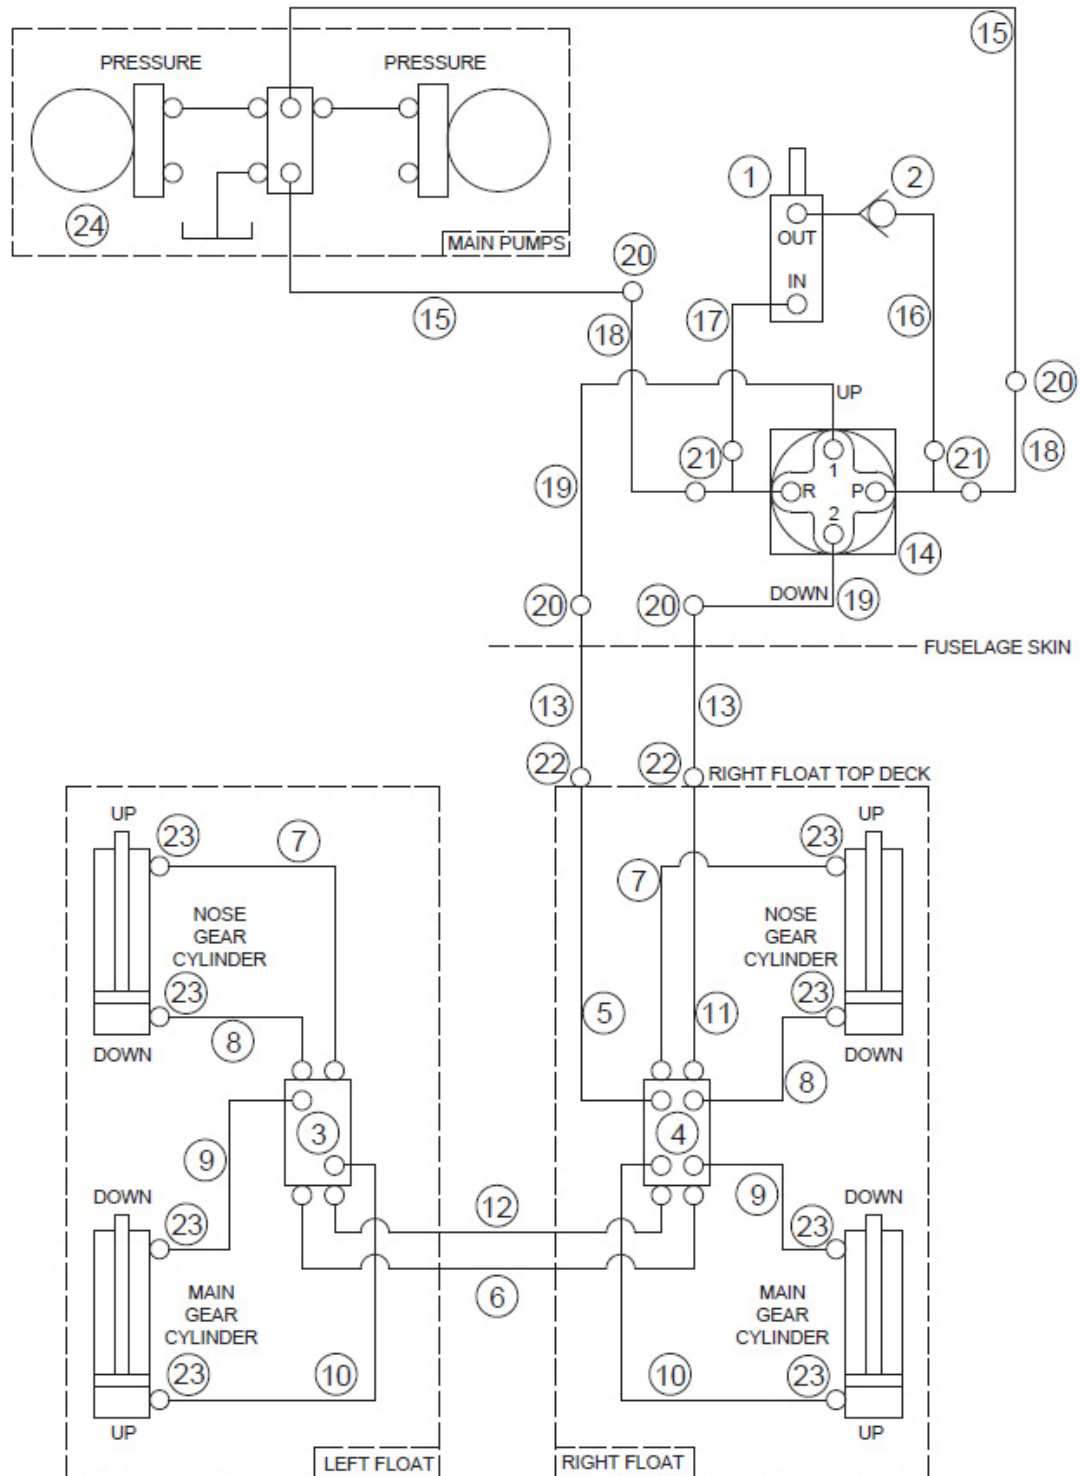 15
PRESSURE
PRESSURE
24
MAIN PUMPS
1
2
OUT
IN
20
15
18
17
16
20
UP
21
21
18
1
R
P
2
19
14
20
20
DOWN
19
FUSELAGE SKIN
13
13
22
22
RIGHT FLOAT TOP DECK
UP
23
7
NOSE
GEAR
CYLINDER
23
8
DOWN
3
9
DOWN
23
MAIN
GEAR
CYLINDER
23
10
UP
LEFT FLOAT
12
6
UP
23
7
NOSE
GEAR
CYLINDER
23
5
11
DOWN
8
4
9
DOWN
23
MAIN
GEAR
CYLINDER
10
23
UP
RIGHT FLOAT